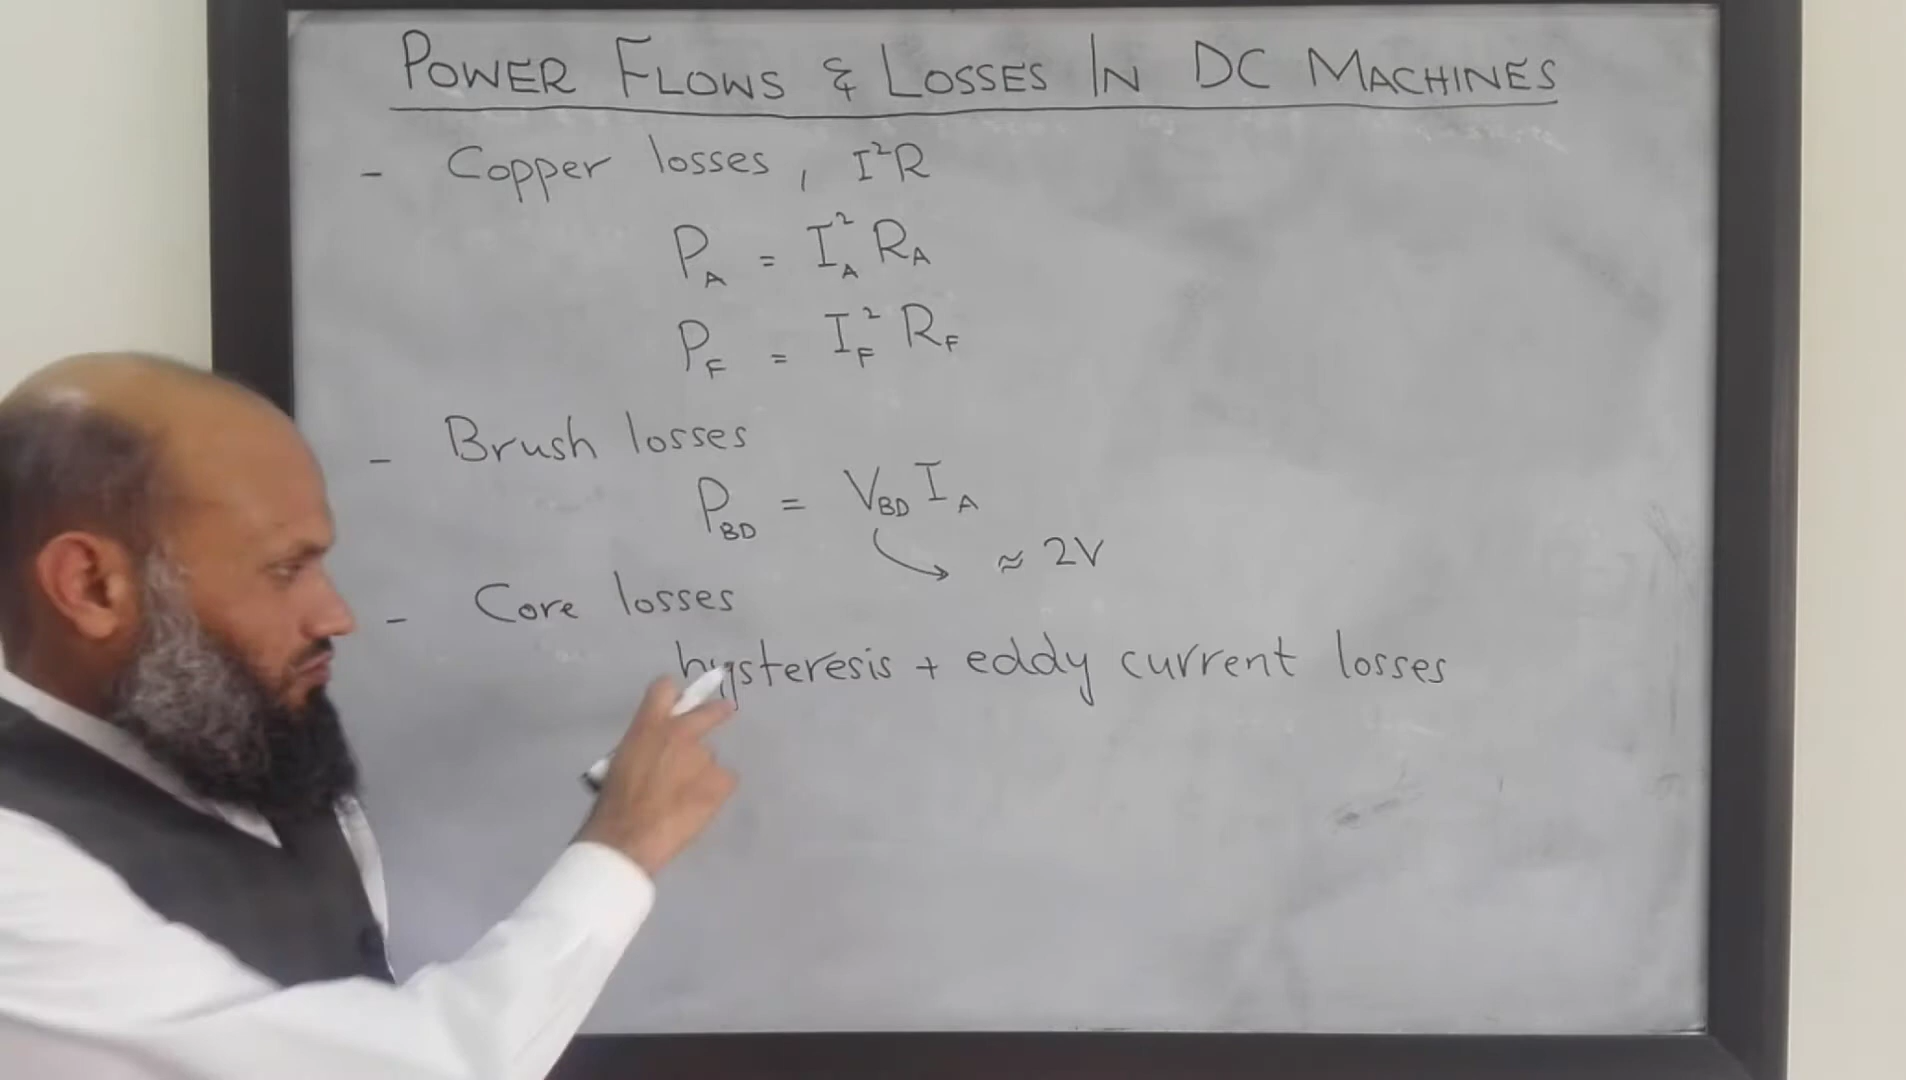 POWER FLOWS & LOSSES IN DC MACHINES
- Copper losses, I²R
P_A = I_A² R_A
P_F = I_F² R_F
- Brush losses
P_BD = V_BD I_A
≈ 2V
- Core losses
hysteresis + eddy current losses